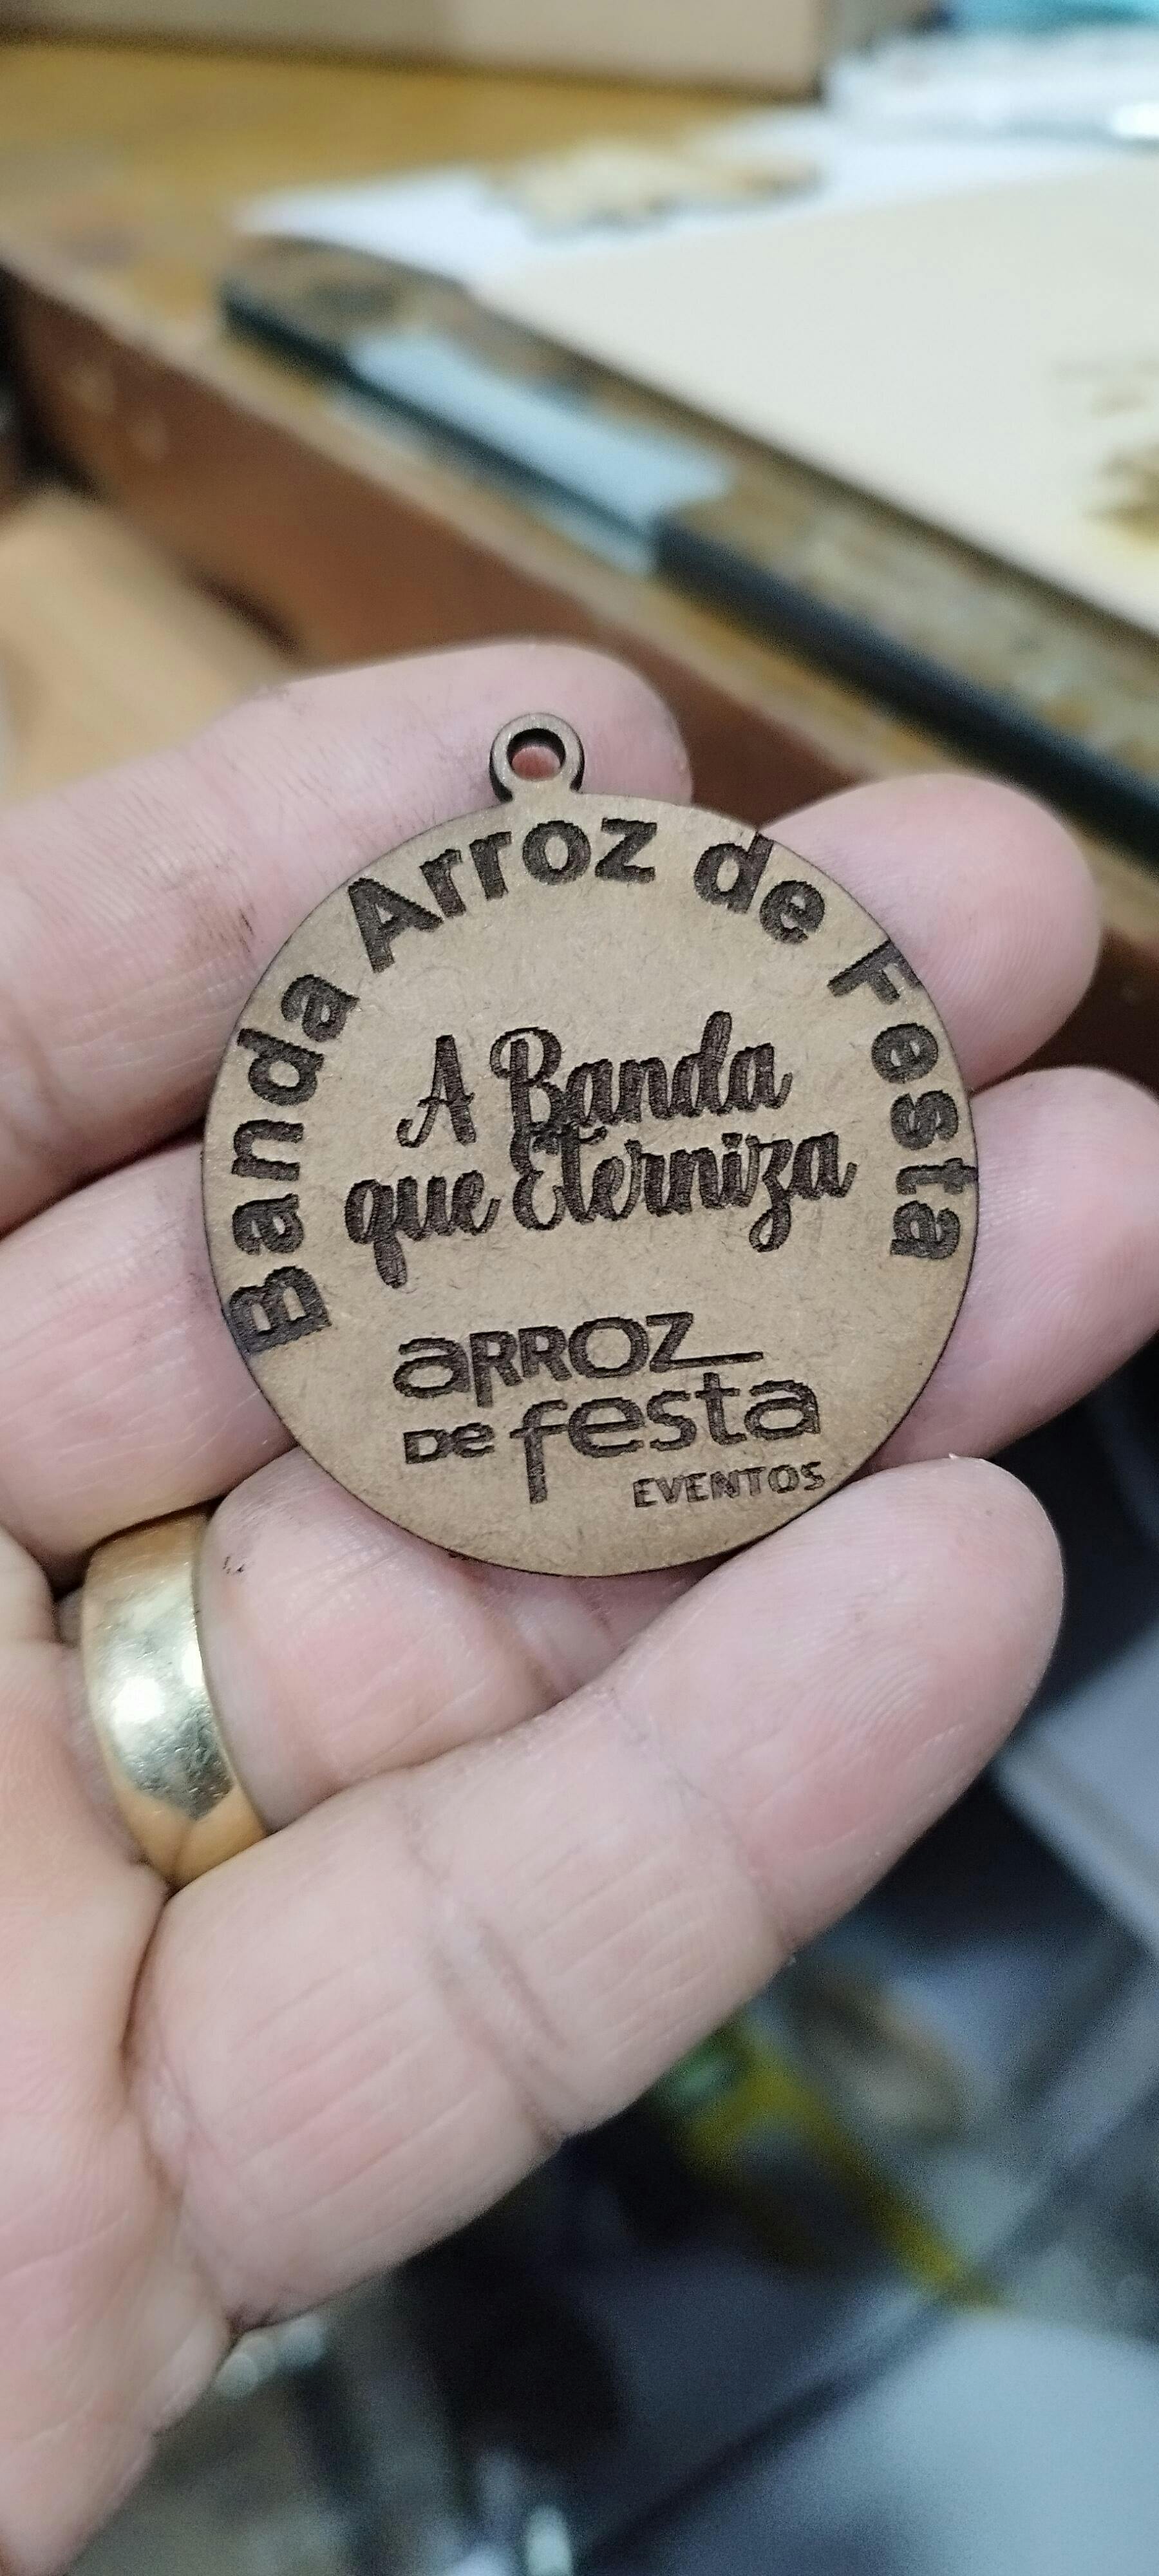 Banda Arroz de Festa
A Banda
que Eterniza
aRROZ
De festa
EVENTOS